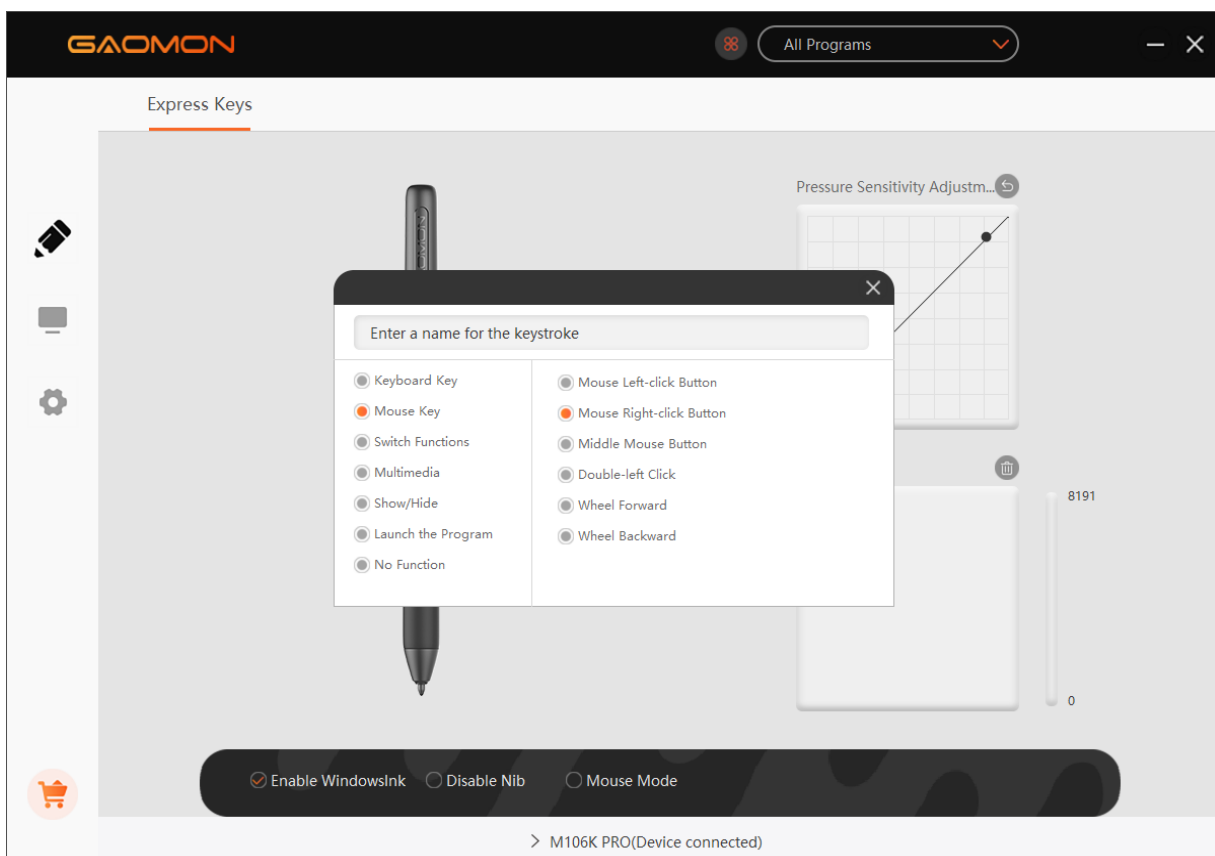 GAOMON
All Programs
Express Keys
Pressure Sensitivity Adjustm...
Enter a name for the keystroke
Keyboard Key
Mouse Key
Switch Functions
Multimedia
Show/Hide
Launch the Program
No Function
Mouse Left-click Button
Mouse Right-click Button
Middle Mouse Button
Double-left Click
Wheel Forward
Wheel Backward
8191
0
Enable WindowsInk
Disable Nib
Mouse Mode
M106K PRO(Device connected)